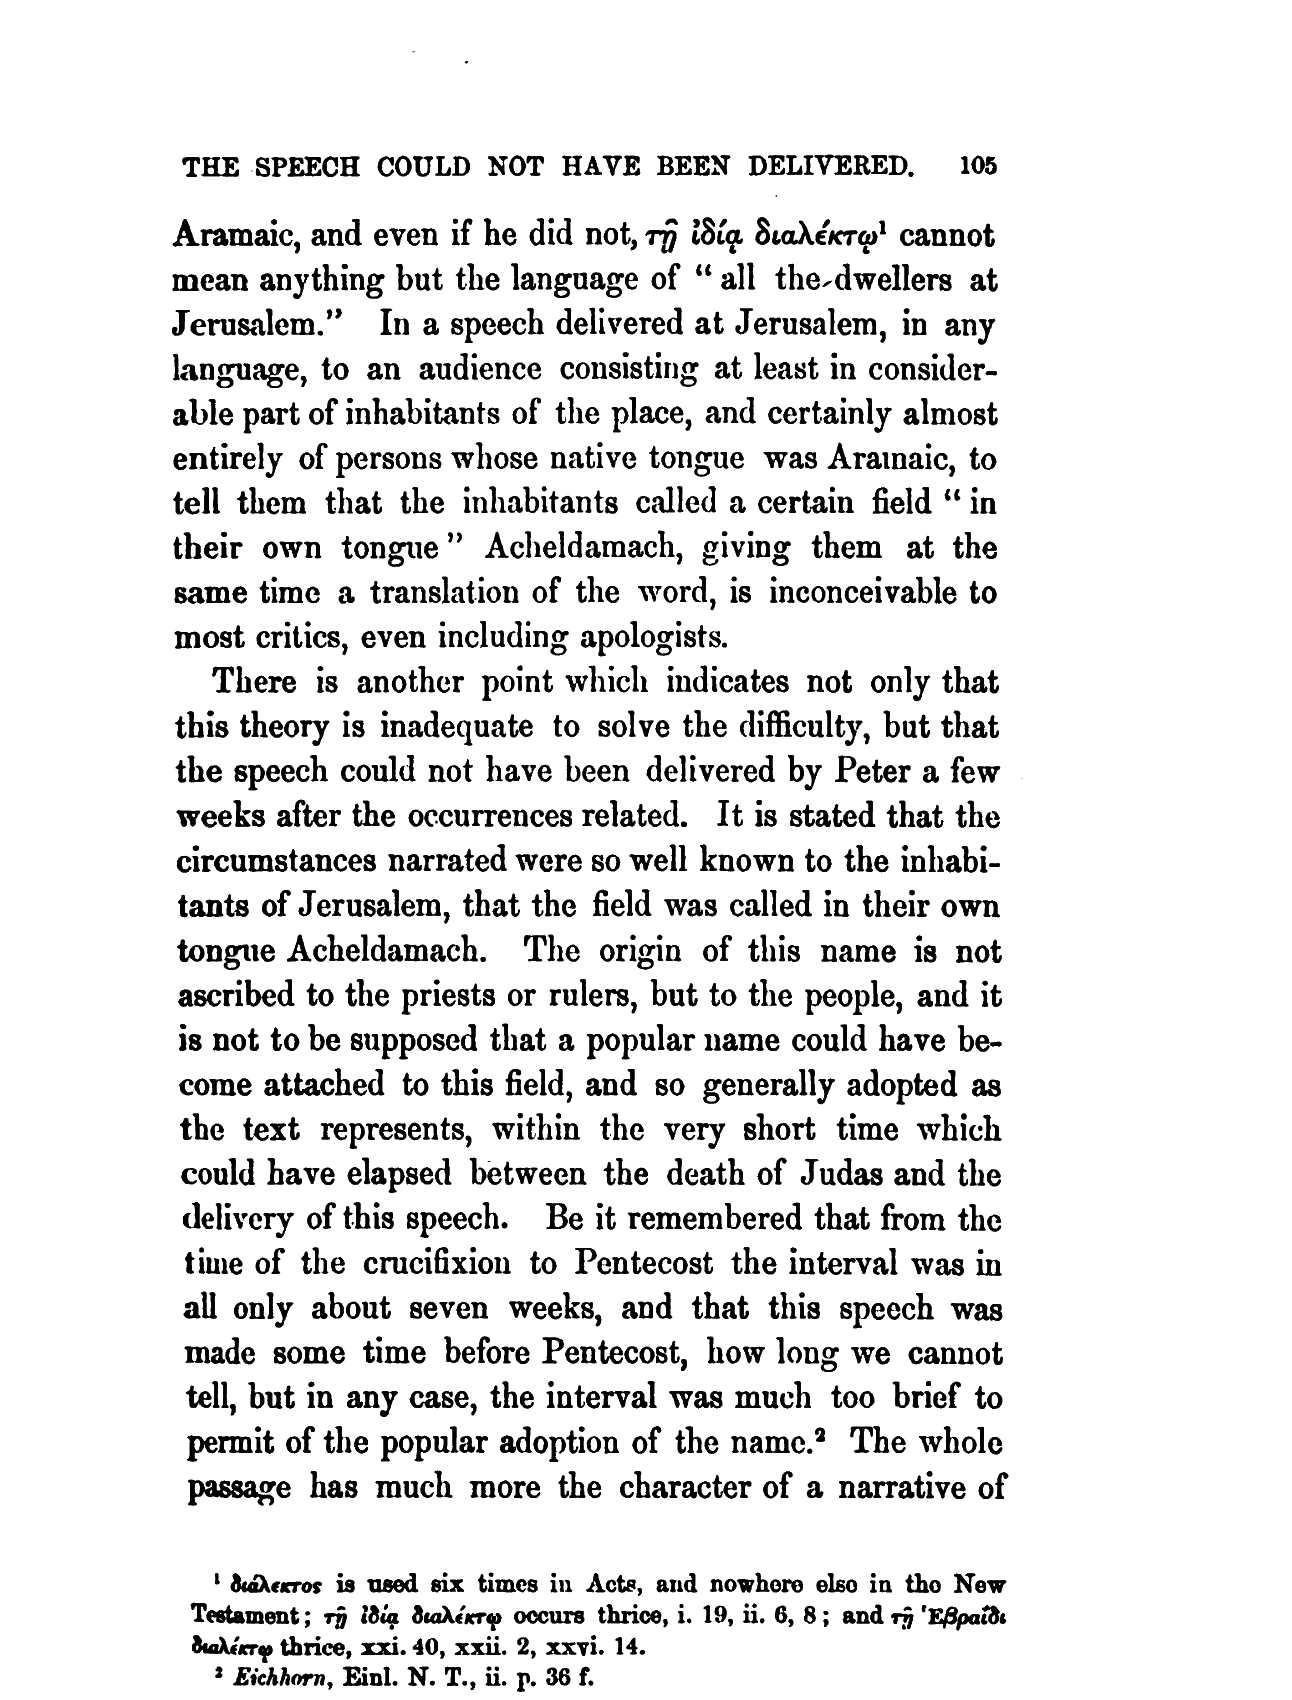 THE SPEECH COULD NOT HAVE BEEN DELIVERED. 105
Aramaic, and even if he did not, τῇ ἰδίᾳ διαλέκτῳ¹ cannot
mean anything but the language of “ all the dwellers at
Jerusalem.” In a speech delivered at Jerusalem, in any
language, to an audience consisting at least in consider-
able part of inhabitants of the place, and certainly almost
entirely of persons whose native tongue was Aramaic, to
tell them that the inhabitants called a certain field “ in
their own tongue ” Acheldamach, giving them at the
same time a translation of the word, is inconceivable to
most critics, even including apologists.
There is another point which indicates not only that
this theory is inadequate to solve the difficulty, but that
the speech could not have been delivered by Peter a few
weeks after the occurrences related. It is stated that the
circumstances narrated were so well known to the inhabi-
tants of Jerusalem, that the field was called in their own
tongue Acheldamach. The origin of this name is not
ascribed to the priests or rulers, but to the people, and it
is not to be supposed that a popular name could have be-
come attached to this field, and so generally adopted as
the text represents, within the very short time which
could have elapsed between the death of Judas and the
delivery of this speech. Be it remembered that from the
time of the crucifixion to Pentecost the interval was in
all only about seven weeks, and that this speech was
made some time before Pentecost, how long we cannot
tell, but in any case, the interval was much too brief to
permit of the popular adoption of the name.² The whole
passage has much more the character of a narrative of
¹ διάλεκτος is used six times in Acts, and nowhere else in the New
Testament ; τῇ ἰδίᾳ διαλέκτῳ occurs thrice, i. 19, ii. 6, 8 ; and τῇ Ἑβραΐδι
διαλέκτῳ thrice, xxi. 40, xxii. 2, xxvi. 14.
² Eichhorn, Einl. N. T., ii. p. 36 f.